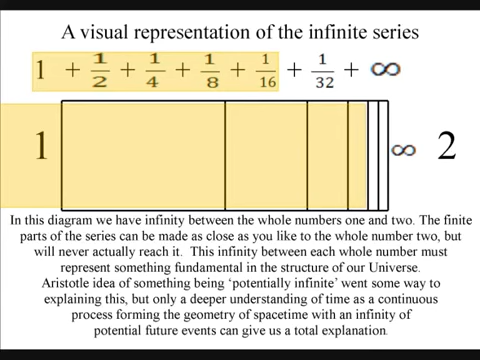 A visual representation of the infinite series
1 + 1/2 + 1/4 + 1/8 + 1/16 + 1/32 + ∞
1 ∞ 2
In this diagram we have infinity between the whole numbers one and two. The finite
parts of the series can be made as close as you like to the whole number two, but
will never actually reach it. This infinity between each whole number must
represent something fundamental in the structure of our Universe.
Aristotle idea of something being ‘potentially infinite’ went some way to
explaining this, but only a deeper understanding of time as a continuous
process forming the geometry of spacetime with an infinity of
potential future events can give us a total explanation.